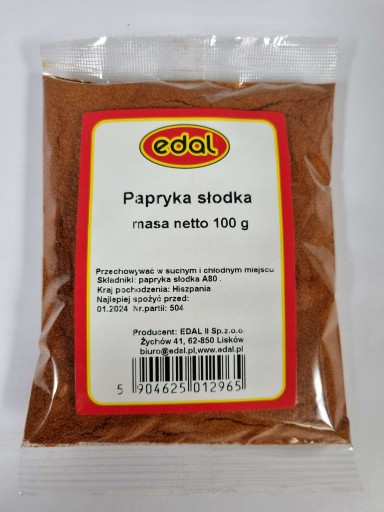 edal
Papryka słodka
masa netto 100 g
Przechowywać w suchym i chłodnym miejscu
Składniki: papryka słodka A80 .
Kraj pochodzenia: Hiszpania
Najlepiej spożyć przed:
01.2024 Nr.partii: 504
Producent: EDAL II Sp.z.o.o.
Żychów 41, 62-850 Lisków
biuro@edal.pl,www.edal.pl
5 904625 012965